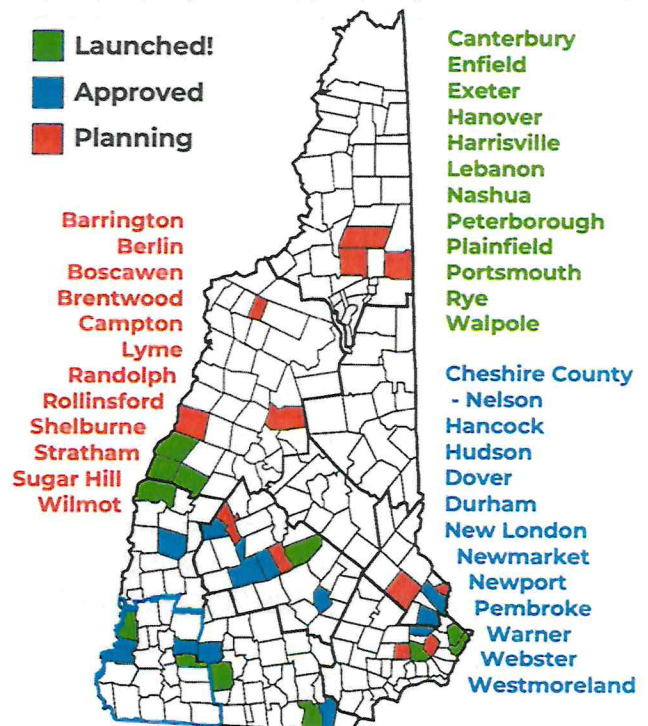 Launched!
Approved
Planning
Barrington
Berlin
Boscawen
Brentwood
Campton
Lyme
Randolph
Rollinsford
Shelburne
Stratham
Sugar Hill
Wilmot
Canterbury
Enfield
Exeter
Hanover
Harrisville
Lebanon
Nashua
Peterborough
Plainfield
Portsmouth
Rye
Walpole
Cheshire County
- Nelson
Hancock
Hudson
Dover
Durham
New London
Newmarket
Newport
Pembroke
Warner
Webster
Westmoreland